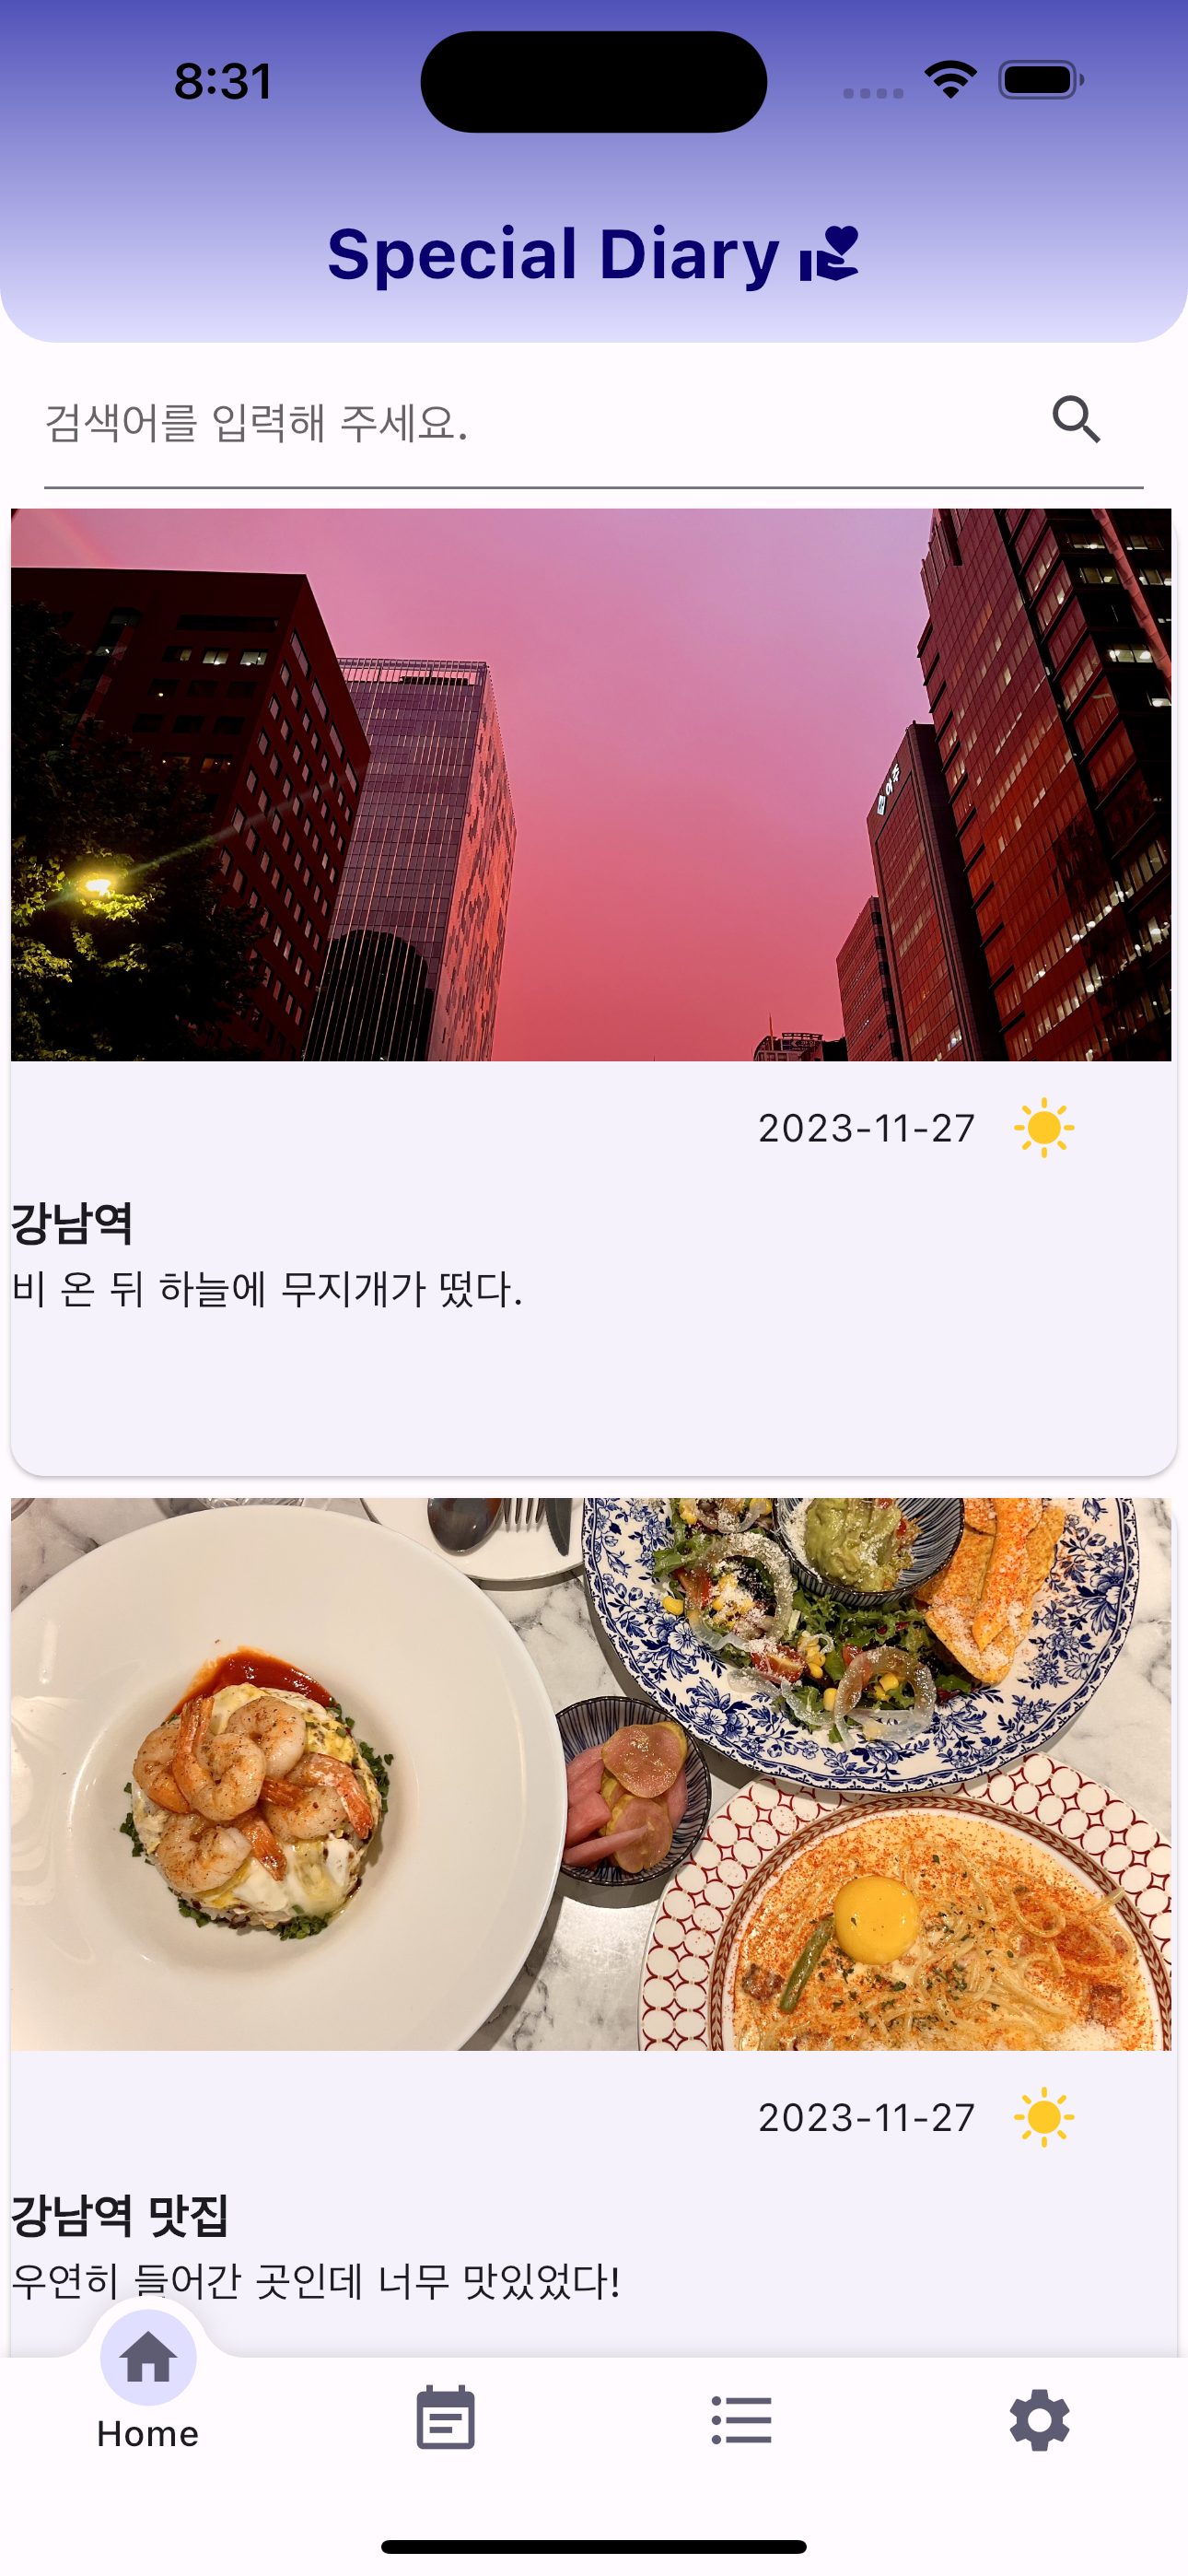 8:31
Special Diary
검색어를 입력해 주세요.
2023-11-27
강남역
비 온 뒤 하늘에 무지개가 떴다.
2023-11-27
강남역 맛집
우연히 들어간 곳인데 너무 맛있었다!
Home